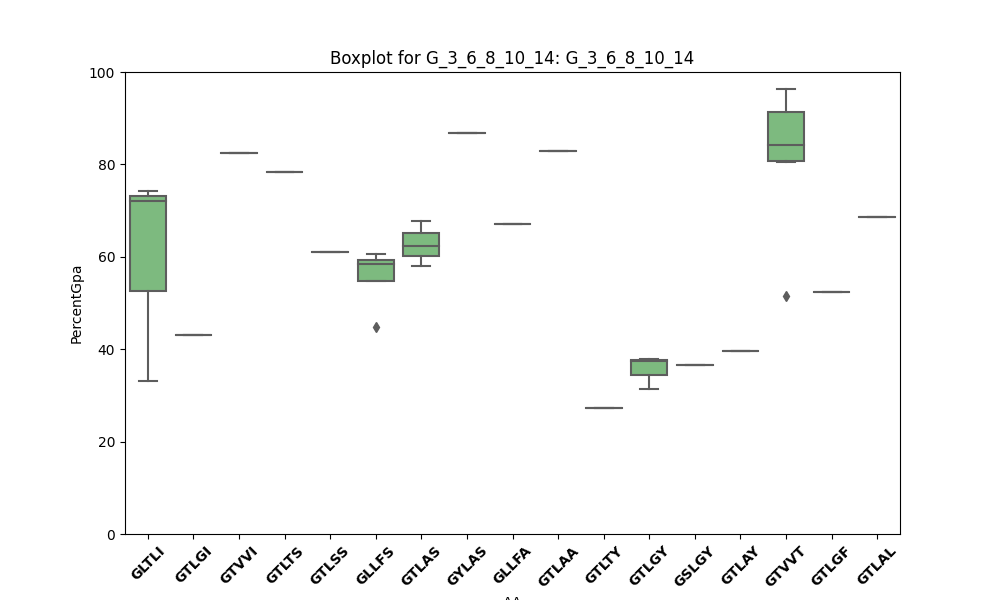 Boxplot for G_3_6_8_10_14: G_3_6_8_10_14
100
80
60
40
20
0
PercentGpa
GLTLI
GTLGI
GTVVI
GTLTS
GTLSS
GLLFS
GTLAS
GYLAS
GLLFA
GTLAA
GTLTY
GTLGY
GSLGY
GTLAY
GTVVT
GTLGF
GTLAL